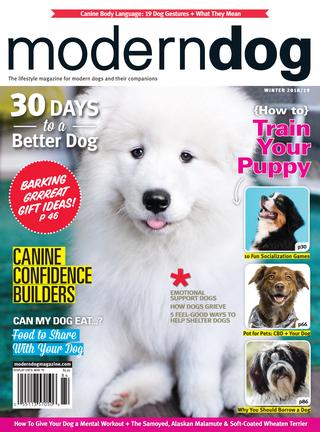 Canine Body Language: 19 Dog Gestures + What They Mean
moderndog
The lifestyle magazine for modern dogs and their companions
WINTER 2018/19
30 DAYS
to a
Better Dog
{How to}
Train
Your
Puppy
BARKING
GRRREAT
GIFT IDEAS!
P 46
p30
10 Fun Socialization Games
CANINE
CONFIDENCE
BUILDERS
*
EMOTIONAL
SUPPORT DOGS
HOW DOGS GRIEVE
5 FEEL-GOOD WAYS TO
HELP SHELTER DOGS
p66
Pot for Pets: CBD + Your Dog
CAN MY DOG EAT...?
Food to Share
With Your Dog
moderndogmagazine.com
p86
Why You Should Borrow a Dog
How To Give Your Dog a Mental Workout + The Samoyed, Alaskan Malamute & Soft-Coated Wheaten Terrier